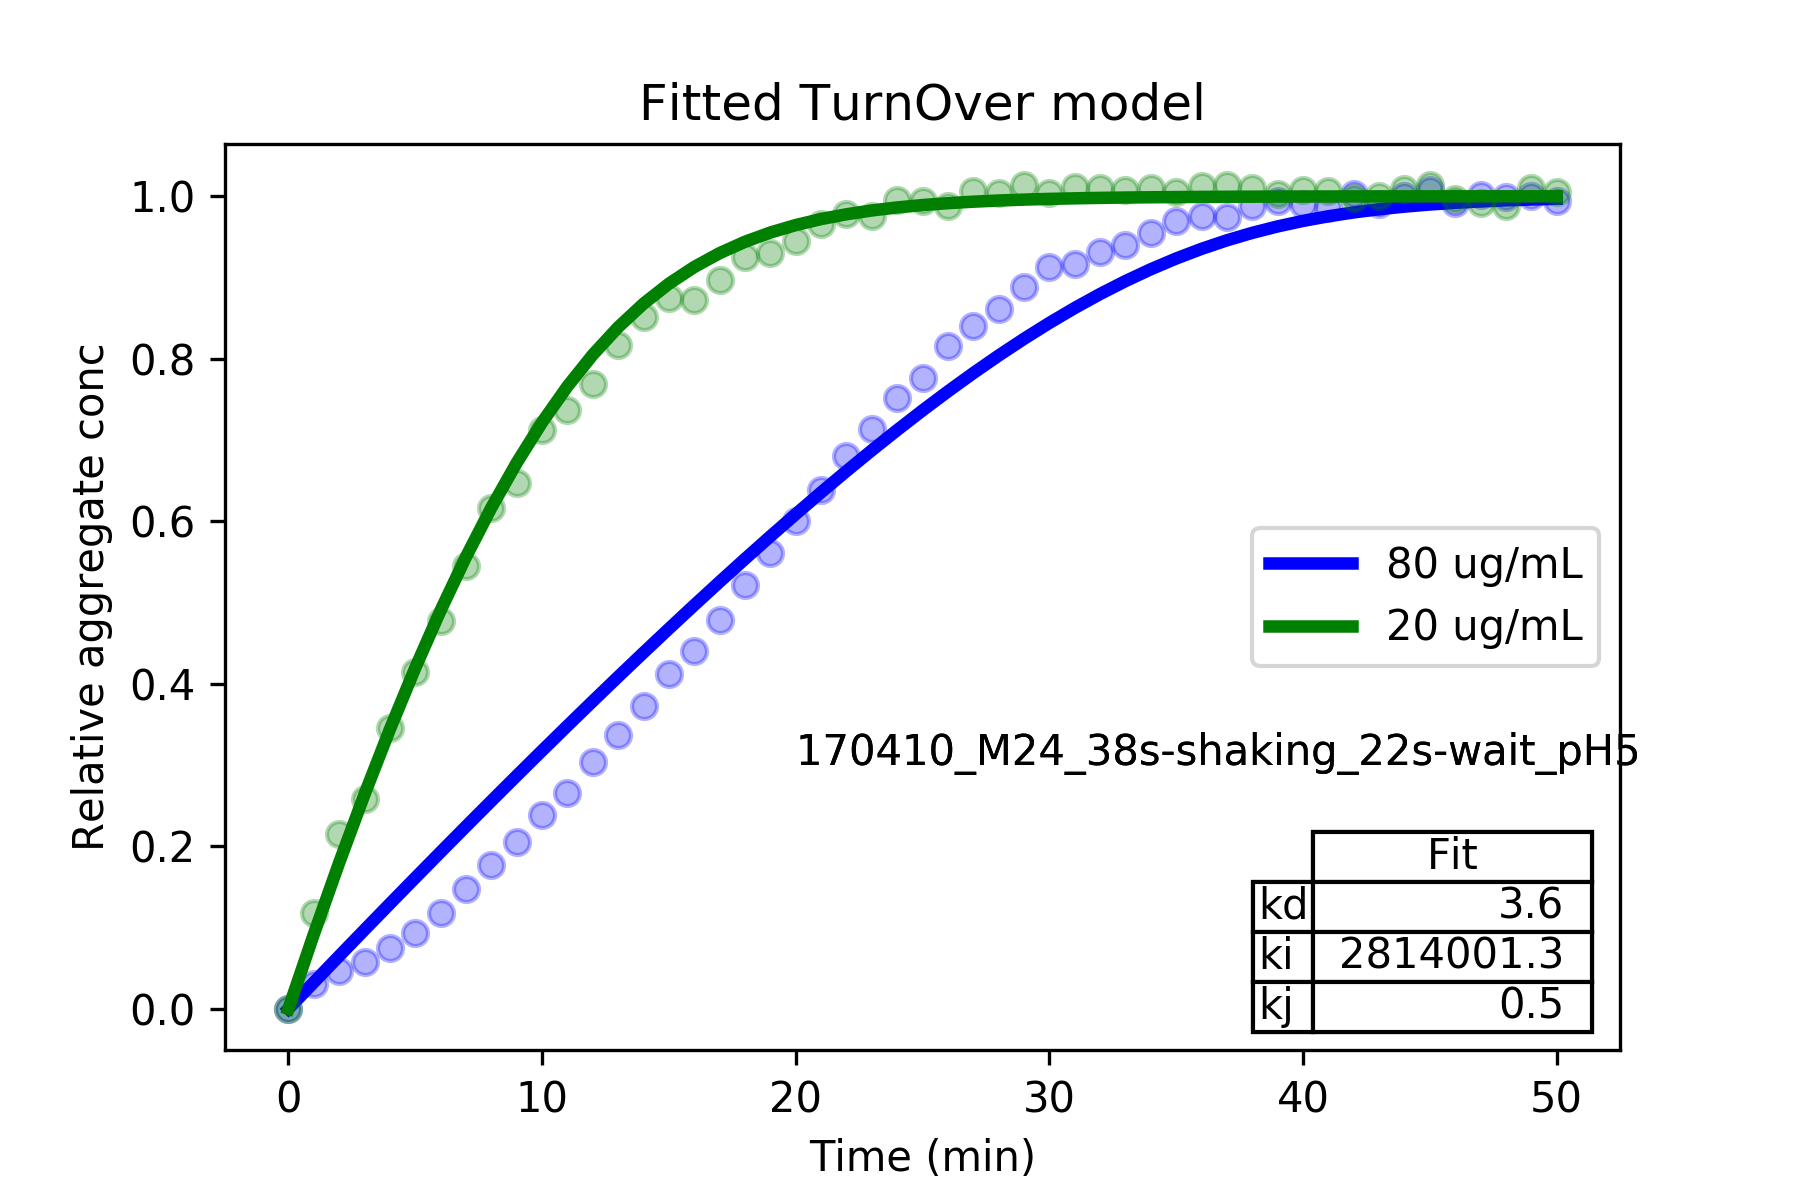 Fitted TurnOver model
Relative aggregate conc
1.0
0.8
0.6
0.4
0.2
0.0
80 ug/mL
20 ug/mL
170410_M24_38s-shaking_22s-wait_pH5
Fit
kd 3.6
ki 2814001.3
kj 0.5
0 10 20 30 40 50
Time (min)